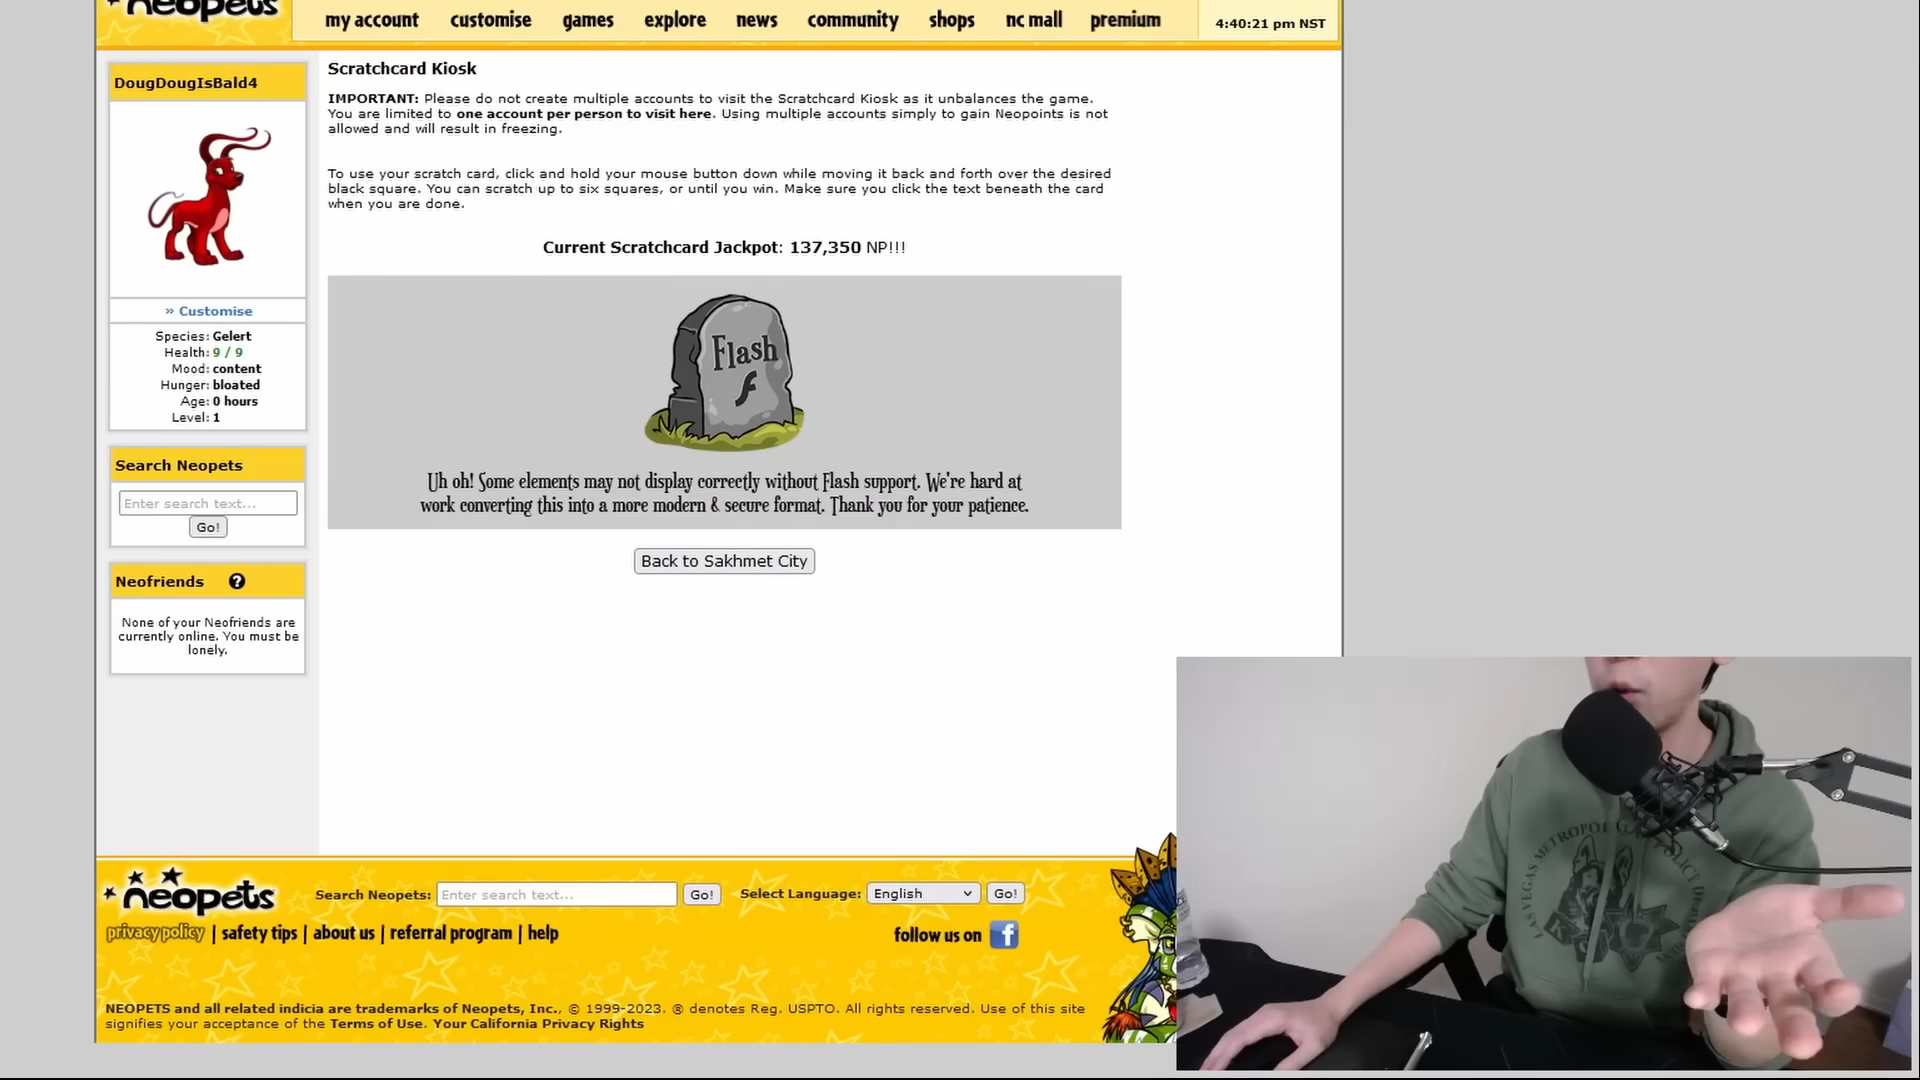 neopets
my account
customise
games
explore
news
community
shops
nc mall
premium
4:40:21 pm NST
DougDougIsBald4
» Customise
Species: Gelert
Health: 9 / 9
Mood: content
Hunger: bloated
Age: 0 hours
Level: 1
Search Neopets
Enter search text...
Go!
Neofriends ?
None of your Neofriends are
currently online. You must be
lonely.
Scratchcard Kiosk
IMPORTANT: Please do not create multiple accounts to visit the Scratchcard Kiosk as it unbalances the game.
You are limited to one account per person to visit here. Using multiple accounts simply to gain Neopoints is not
allowed and will result in freezing.
To use your scratch card, click and hold your mouse button down while moving it back and forth over the desired
black square. You can scratch up to six squares, or until you win. Make sure you click the text beneath the card
when you are done.
Current Scratchcard Jackpot: 137,350 NP!!!
Flash
f
Uh oh! Some elements may not display correctly without Flash support. We're hard at
work converting this into a more modern & secure format. Thank you for your patience.
Back to Sakhmet City
neopets
Search Neopets: Enter search text... Go! Select Language: English Go!
privacy policy | safety tips | about us | referral program | help
follow us on f
NEOPETS and all related indicia are trademarks of Neopets, Inc., © 1999-2023. ® denotes Reg. USPTO. All rights reserved. Use of this site
signifies your acceptance of the Terms of Use. Your California Privacy Rights
LAS VEGAS METROPOL